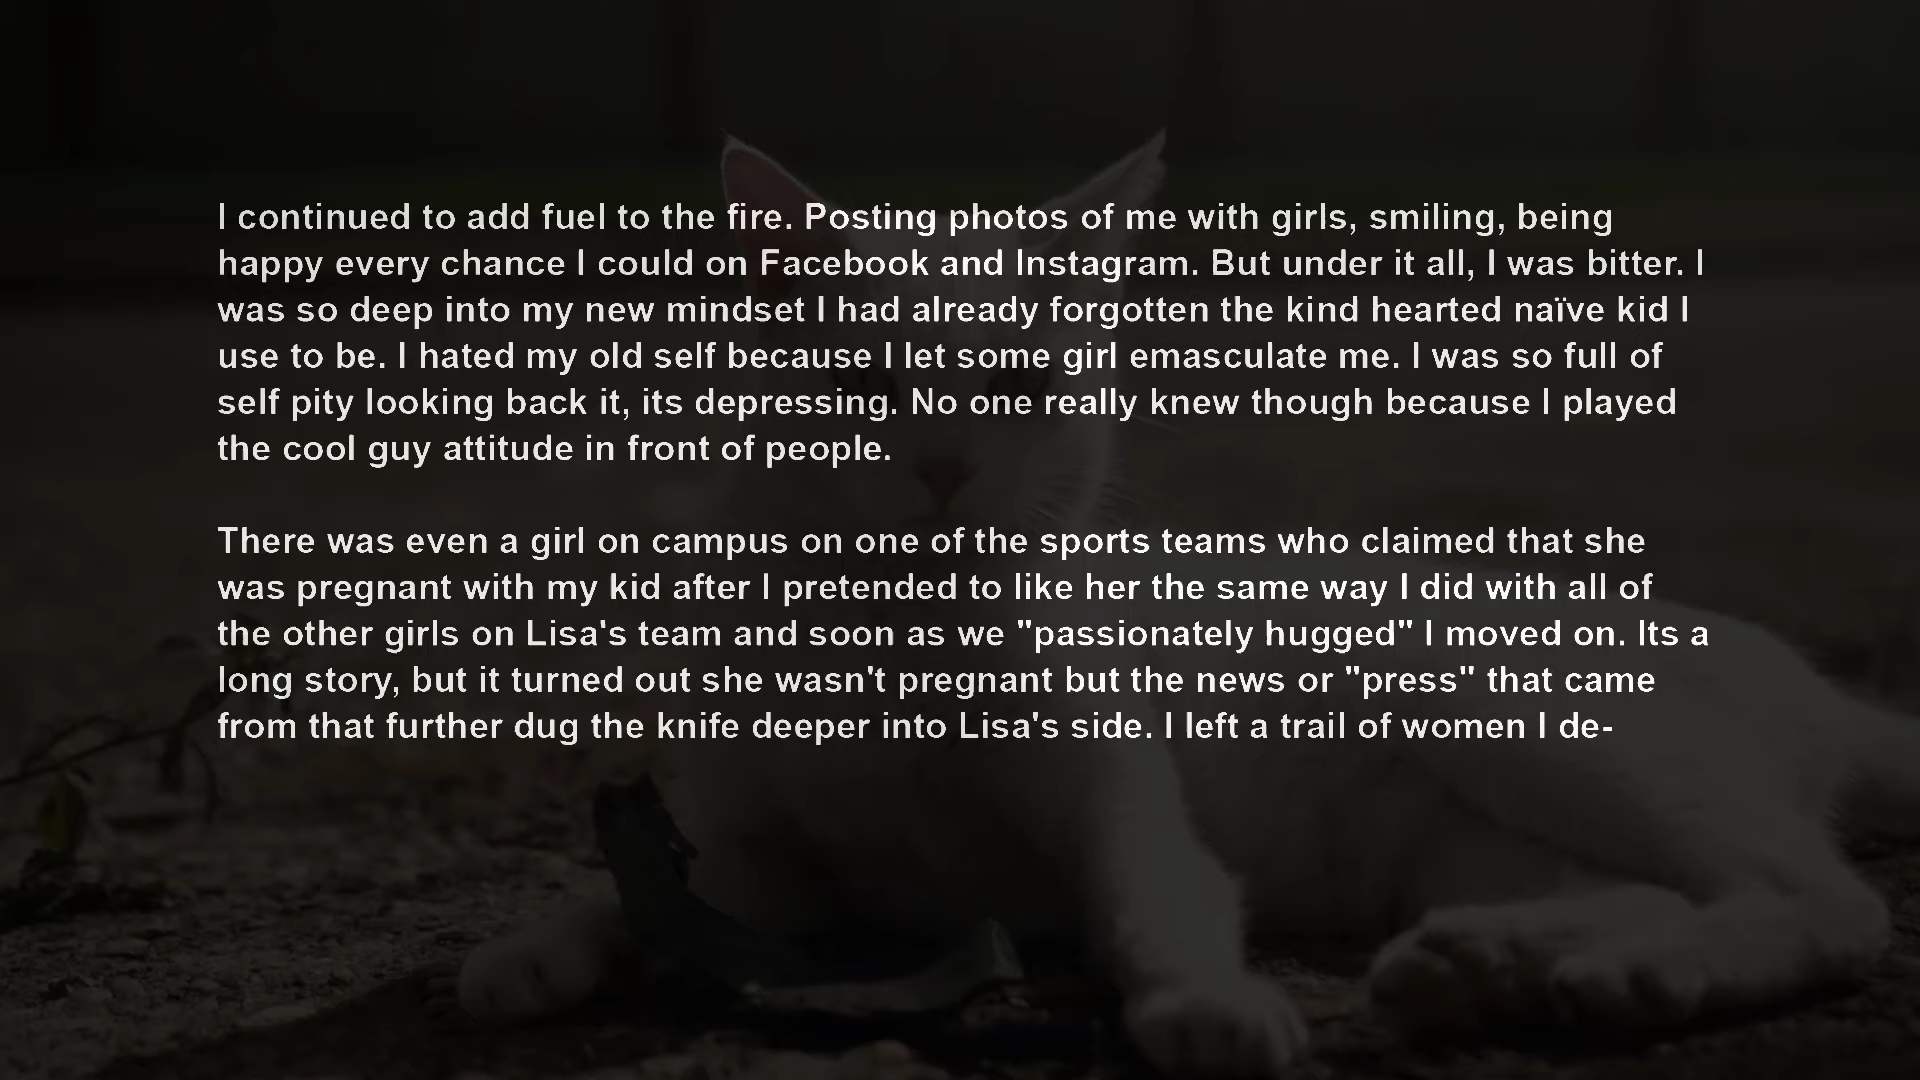 I continued to add fuel to the fire. Posting photos of me with girls, smiling, being
happy every chance I could on Facebook and Instagram. But under it all, I was bitter. I
was so deep into my new mindset I had already forgotten the kind hearted naïve kid I
use to be. I hated my old self because I let some girl emasculate me. I was so full of
self pity looking back it, its depressing. No one really knew though because I played
the cool guy attitude in front of people.
There was even a girl on campus on one of the sports teams who claimed that she
was pregnant with my kid after I pretended to like her the same way I did with all of
the other girls on Lisa's team and soon as we "passionately hugged" I moved on. Its a
long story, but it turned out she wasn't pregnant but the news or "press" that came
from that further dug the knife deeper into Lisa's side. I left a trail of women I de-